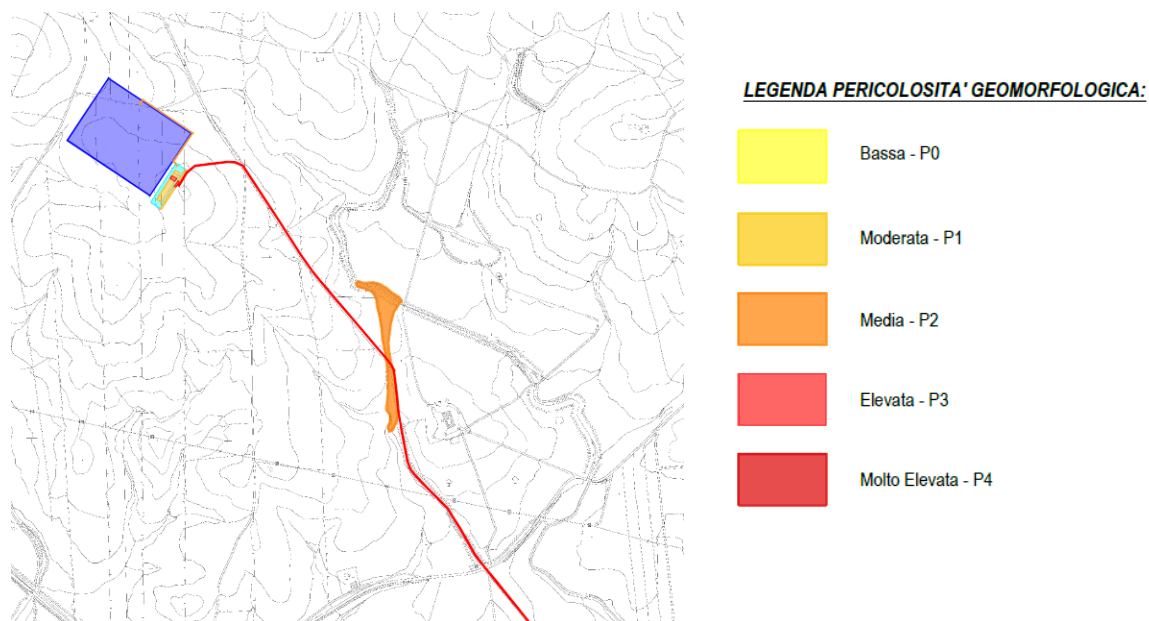 LEGENDA PERICOLOSITA' GEOMORFOLOGICA:
Bassa - P0
Moderata - P1
Media - P2
Elevata - P3
Molto Elevata - P4